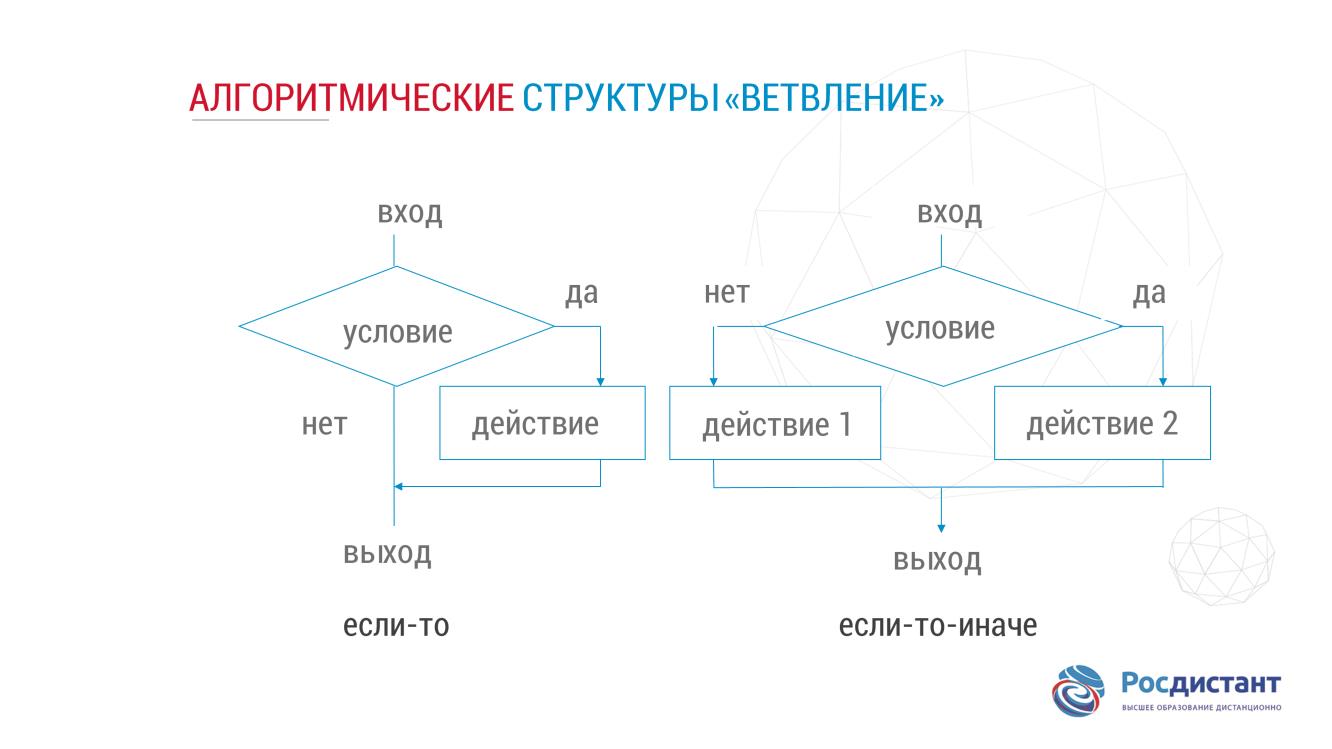 АЛГОРИТМИЧЕСКИЕ СТРУКТУРЫ «ВЕТВЛЕНИЕ»
вход
да
условие
нет
действие
выход
если-то
вход
нет
да
условие
действие 1
действие 2
выход
если-то-иначе
Росдистант
ВЫСШЕЕ ОБРАЗОВАНИЕ ДИСТАНЦИОННО